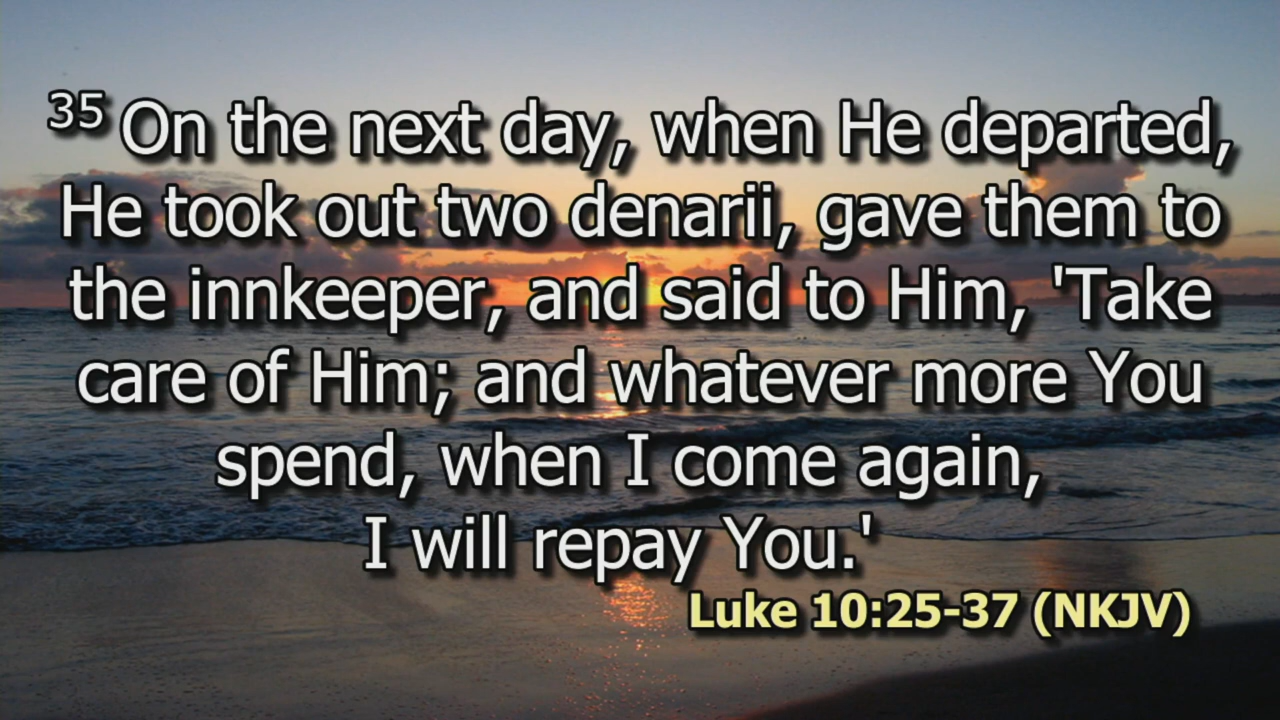 35 On the next day, when He departed,
He took out two denarii, gave them to
the innkeeper, and said to Him, 'Take
care of Him; and whatever more You
spend, when I come again,
I will repay You.'
Luke 10:25-37 (NKJV)